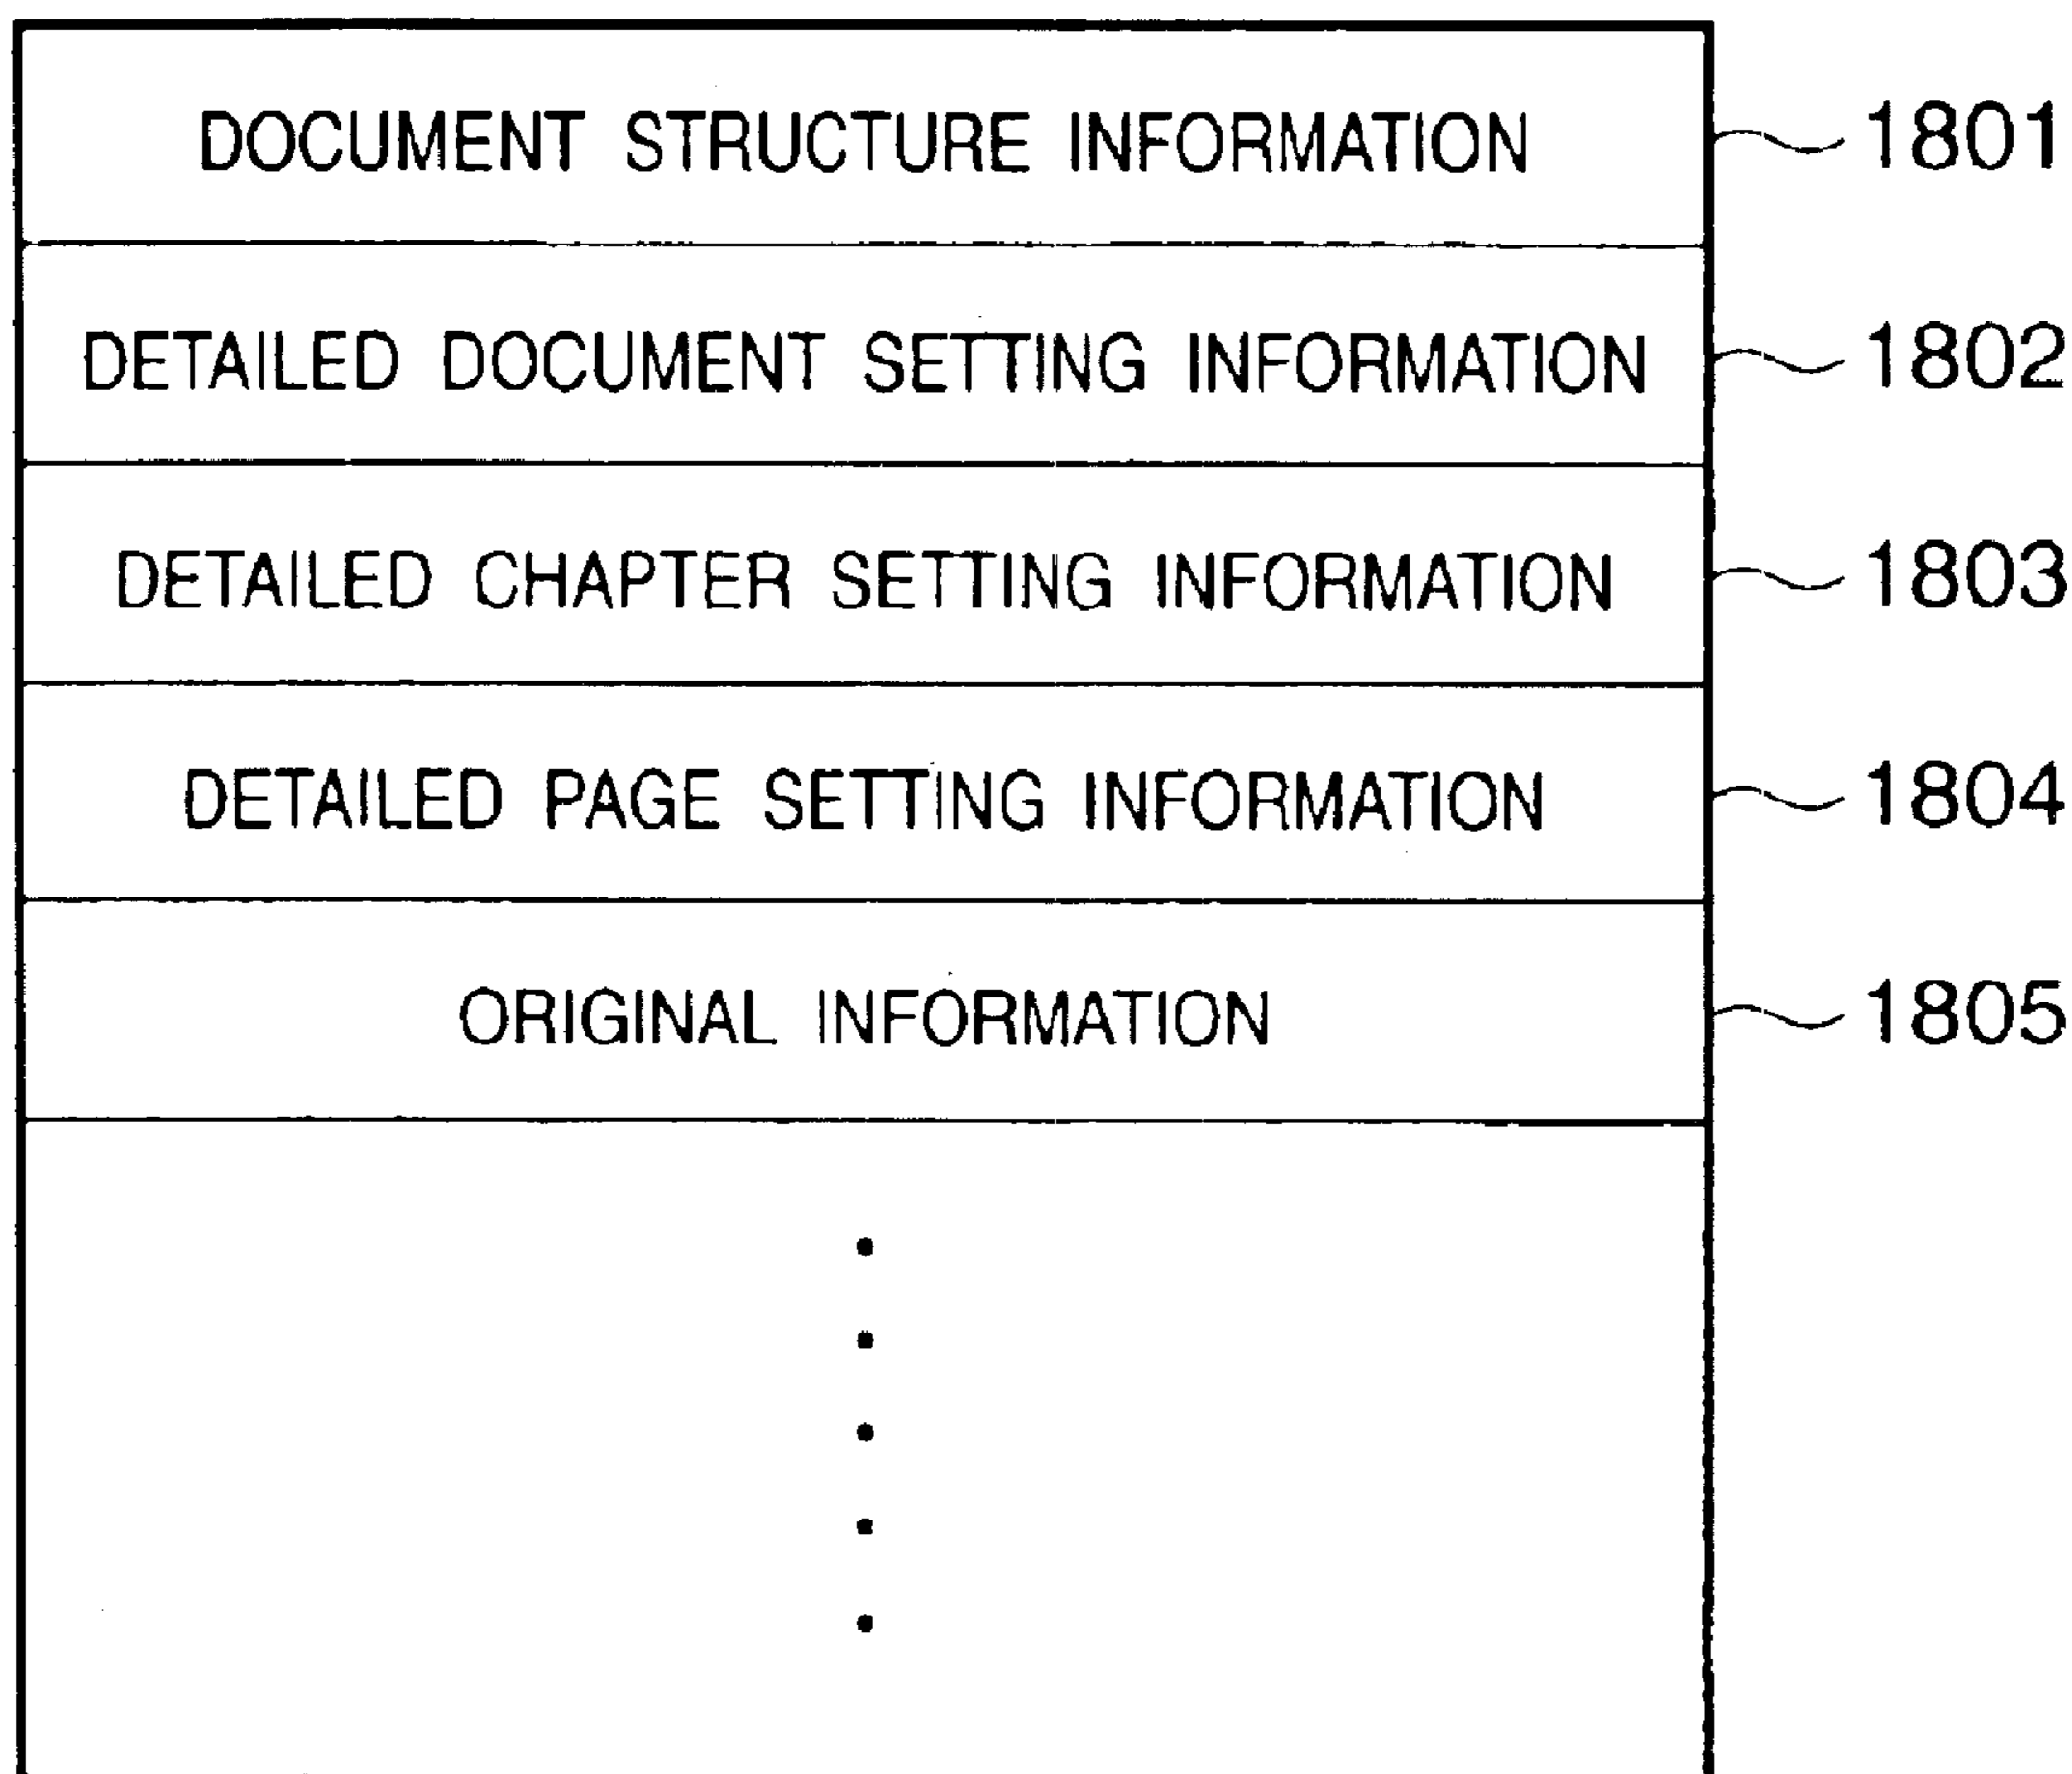 DOCUMENT STRUCTURE INFORMATION 1801
DETAILED DOCUMENT SETTING INFORMATION 1802
DETAILED CHAPTER SETTING INFORMATION 1803
DETAILED PAGE SETTING INFORMATION 1804
ORIGINAL INFORMATION 1805